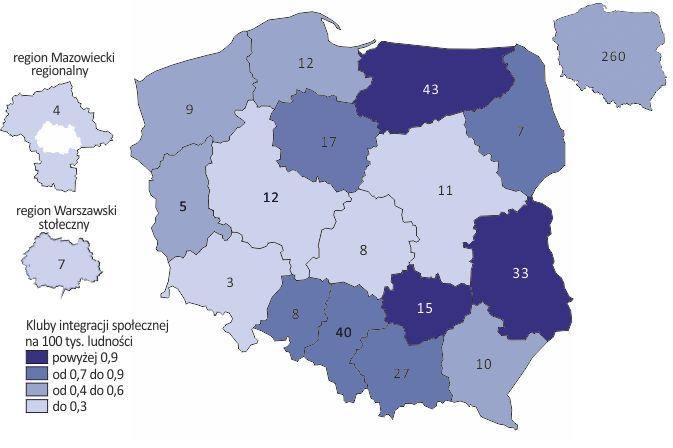 region Mazowiecki
regionalny
4
region Warszawski
stołeczny
7
12
43
260
9
17
7
5
12
11
8
33
3
8
40
15
27
10
Kluby integracji społecznej
na 100 tys. ludności
powyżej 0,9
od 0,7 do 0,9
od 0,4 do 0,6
do 0,3